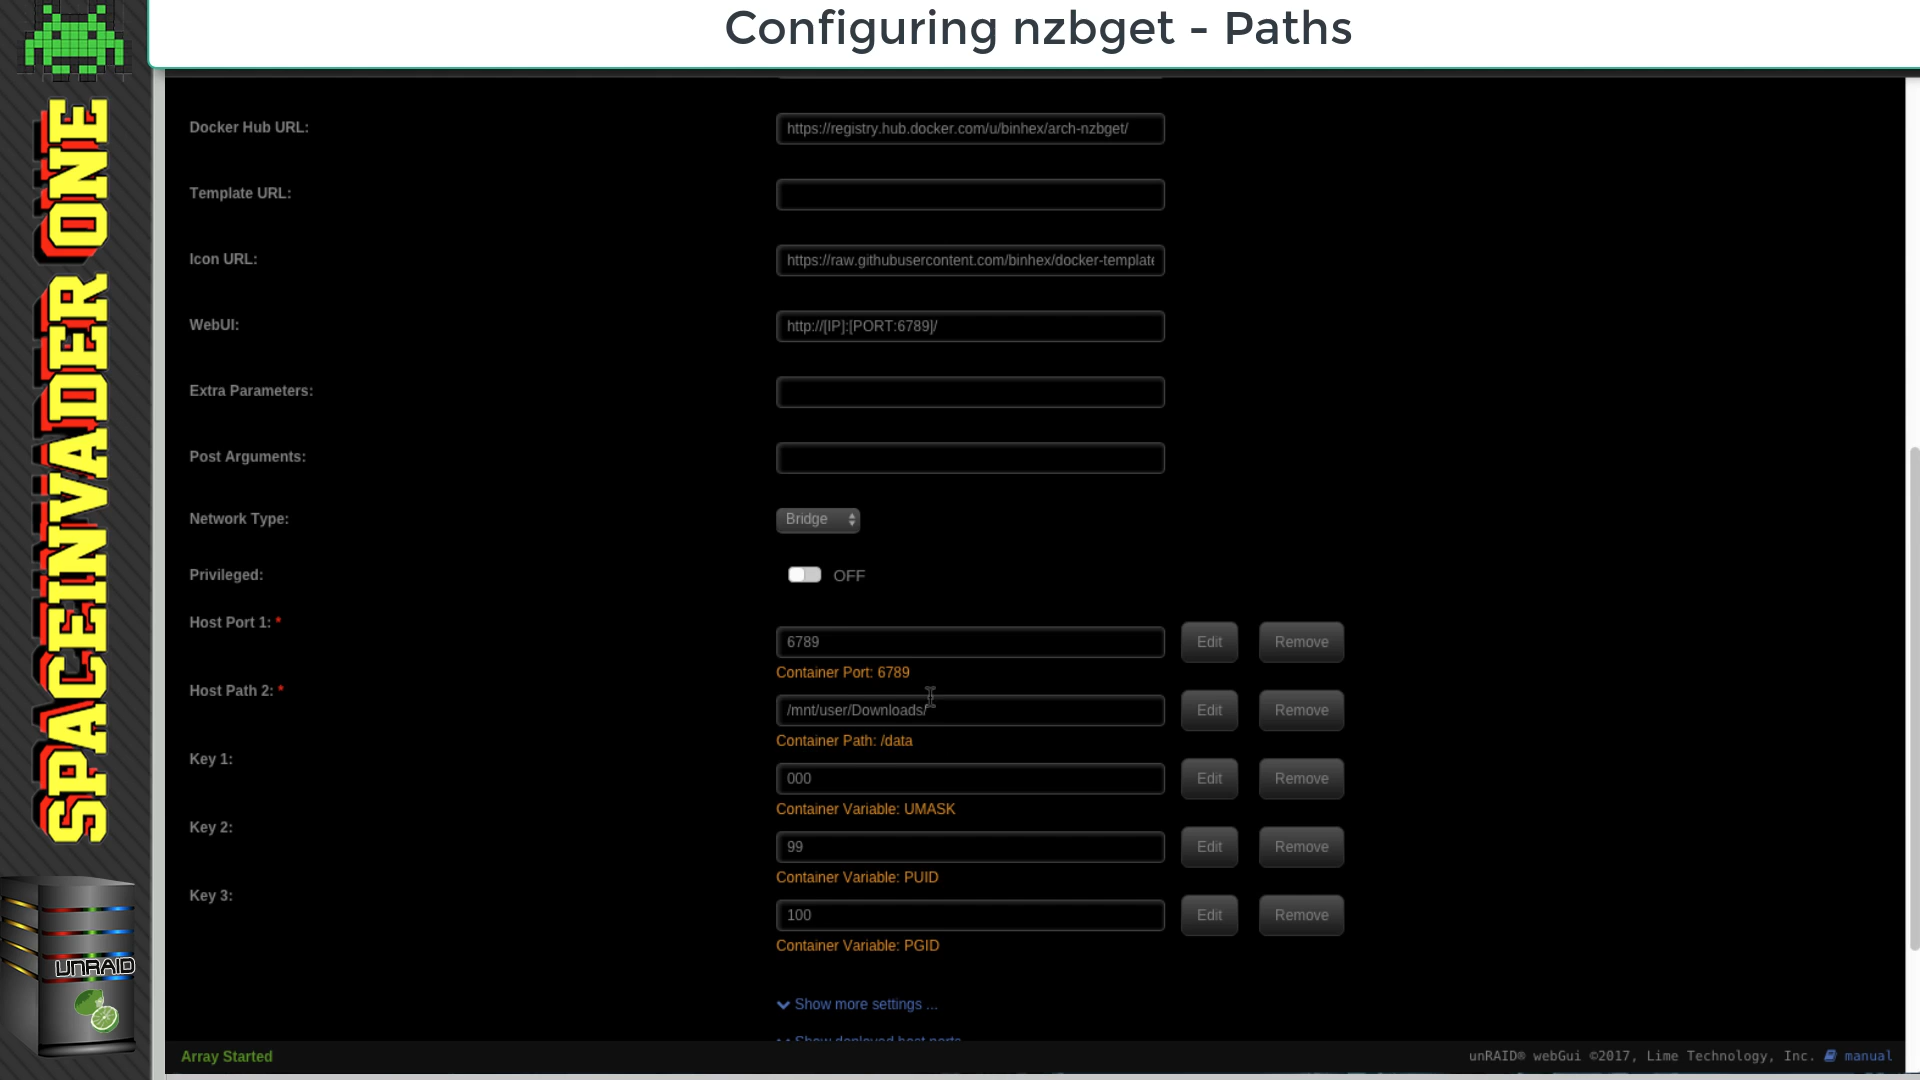 Configuring nzbget - Paths
SPACEINVADER ONE
Docker Hub URL:
https://registry.hub.docker.com/u/binhex/arch-nzbget/
Template URL:
Icon URL:
https://raw.githubusercontent.com/binhex/docker-template
WebUI:
http://[IP]:[PORT:6789]/
Extra Parameters:
Post Arguments:
Network Type:
Bridge
Privileged:
OFF
Host Port 1: *
6789
Edit
Remove
Container Port: 6789
Host Path 2: *
/mnt/user/Downloads/
Edit
Remove
Container Path: /data
Key 1:
000
Edit
Remove
Container Variable: UMASK
Key 2:
99
Edit
Remove
Container Variable: PUID
Key 3:
100
Edit
Remove
Container Variable: PGID
Show more settings ...
Show deployed host ports
UNRAID
Array Started
unRAID® webGui ©2017, Lime Technology, Inc. manual